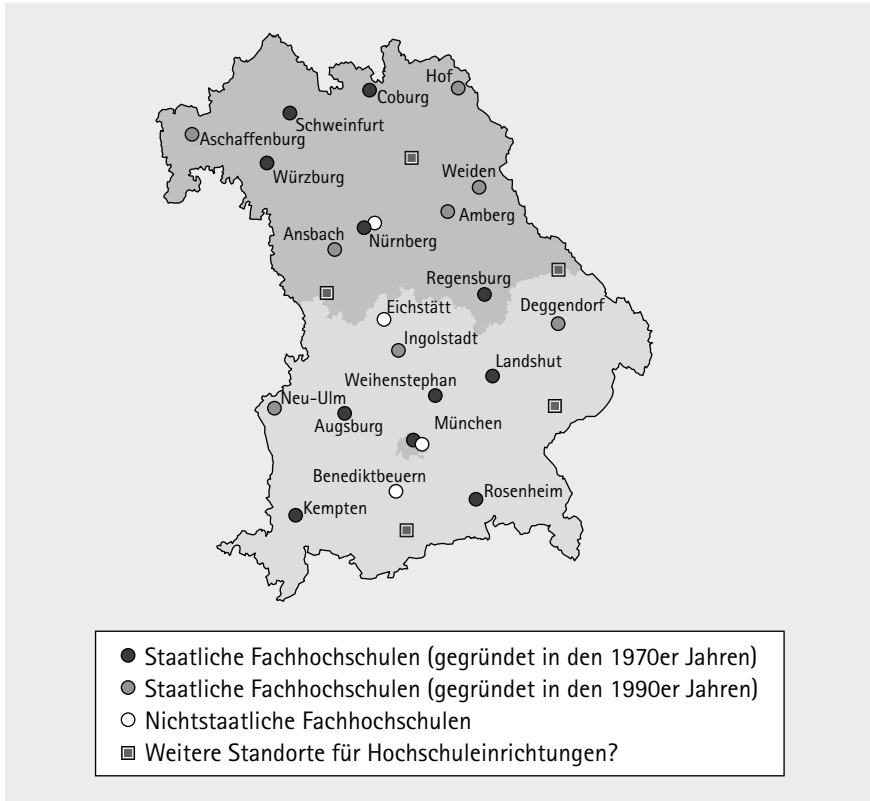 Hof
Coburg
Schweinfurt
Aschaffenburg
Würzburg
Weiden
Amberg
Ansbach
Nürnberg
Regensburg
Eichstätt
Deggendorf
Ingolstadt
Landshut
Weihenstephan
Neu-Ulm
Augsburg
München
Benediktbeuern
Rosenheim
Kempten
Staatliche Fachhochschulen (gegründet in den 1970er Jahren)
Staatliche Fachhochschulen (gegründet in den 1990er Jahren)
Nichtstaatliche Fachhochschulen
Weitere Standorte für Hochschuleinrichtungen?